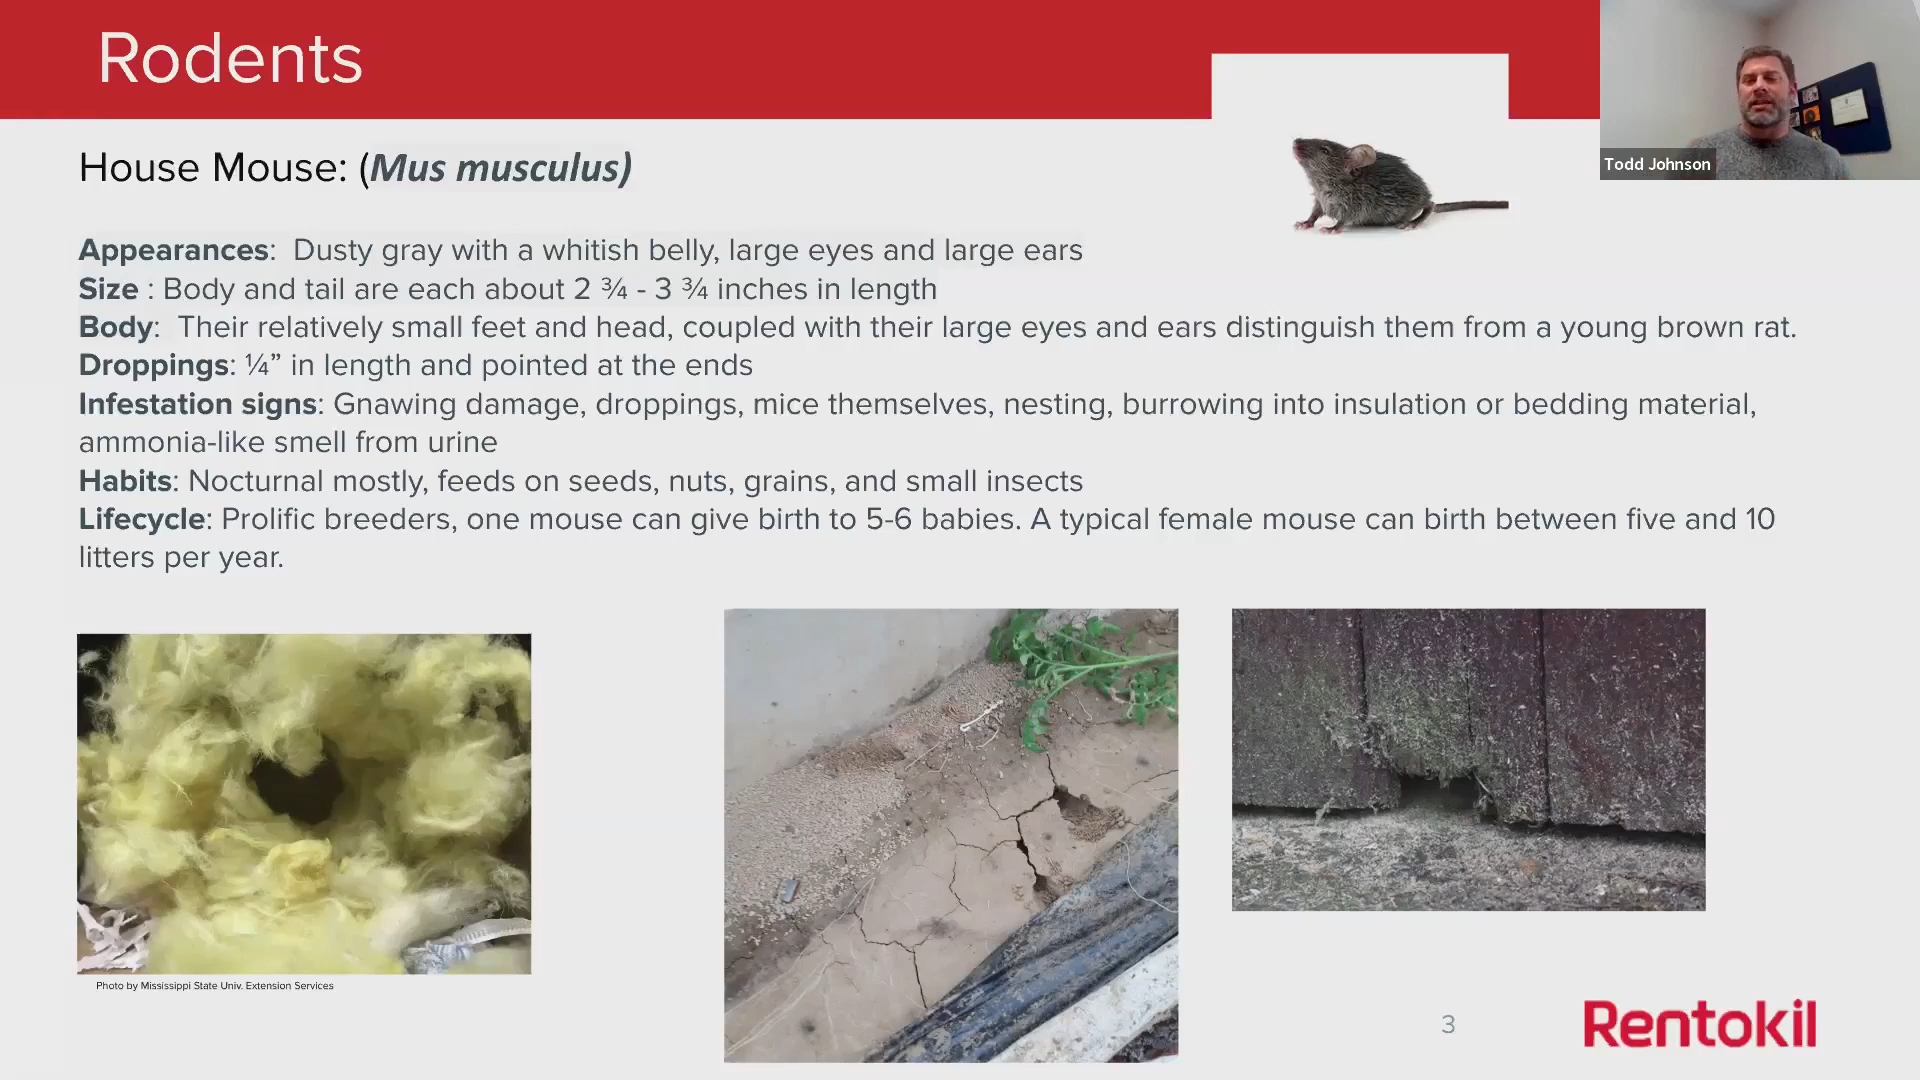 Rodents
Todd Johnson
House Mouse: (Mus musculus)
Appearances:  Dusty gray with a whitish belly, large eyes and large ears
Size : Body and tail are each about 2 ¾ - 3 ¾ inches in length
Body:  Their relatively small feet and head, coupled with their large eyes and ears distinguish them from a young brown rat.
Droppings: ¼” in length and pointed at the ends
Infestation signs: Gnawing damage, droppings, mice themselves, nesting, burrowing into insulation or bedding material,
ammonia-like smell from urine
Habits: Nocturnal mostly, feeds on seeds, nuts, grains, and small insects
Lifecycle: Prolific breeders, one mouse can give birth to 5-6 babies. A typical female mouse can birth between five and 10
litters per year.
Photo by Mississippi State Univ. Extension Services
3
Rentokil